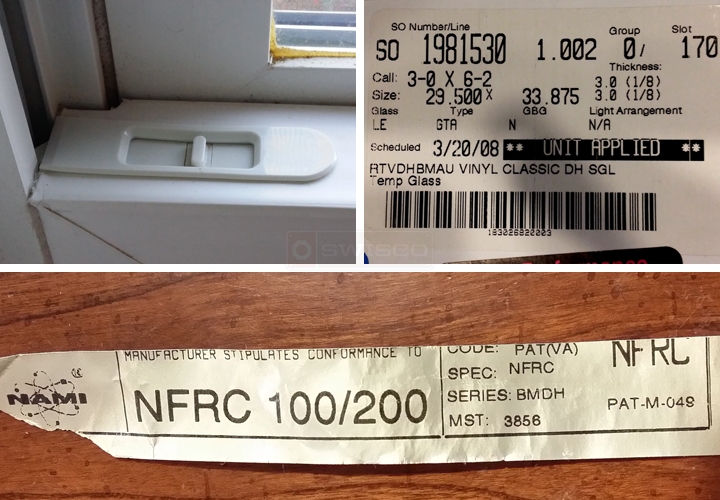 SWISCO
SO Number/Line Group Slot
SO 1981530 1.002 0/ 170
Thickness:
Call: 3-0 X 6-2 3.0 (1/8)
Size: 29.500 X 33.875 3.0 (1/8)
Glass Type GBG Light Arrangement
LE GTA N N/A
Scheduled 3/20/08 ** UNIT APPLIED **
RTVDHBMAU VINYL CLASSIC DH SGL
Temp Glass
183026820003
NAMI
MANUFACTURER STIPULATES CONFORMANCE TO
NFRC 100/200
CODE: PAT(VA)
SPEC: NFRC
SERIES: BMDH
MST: 3856
NFRC
PAT-M-049